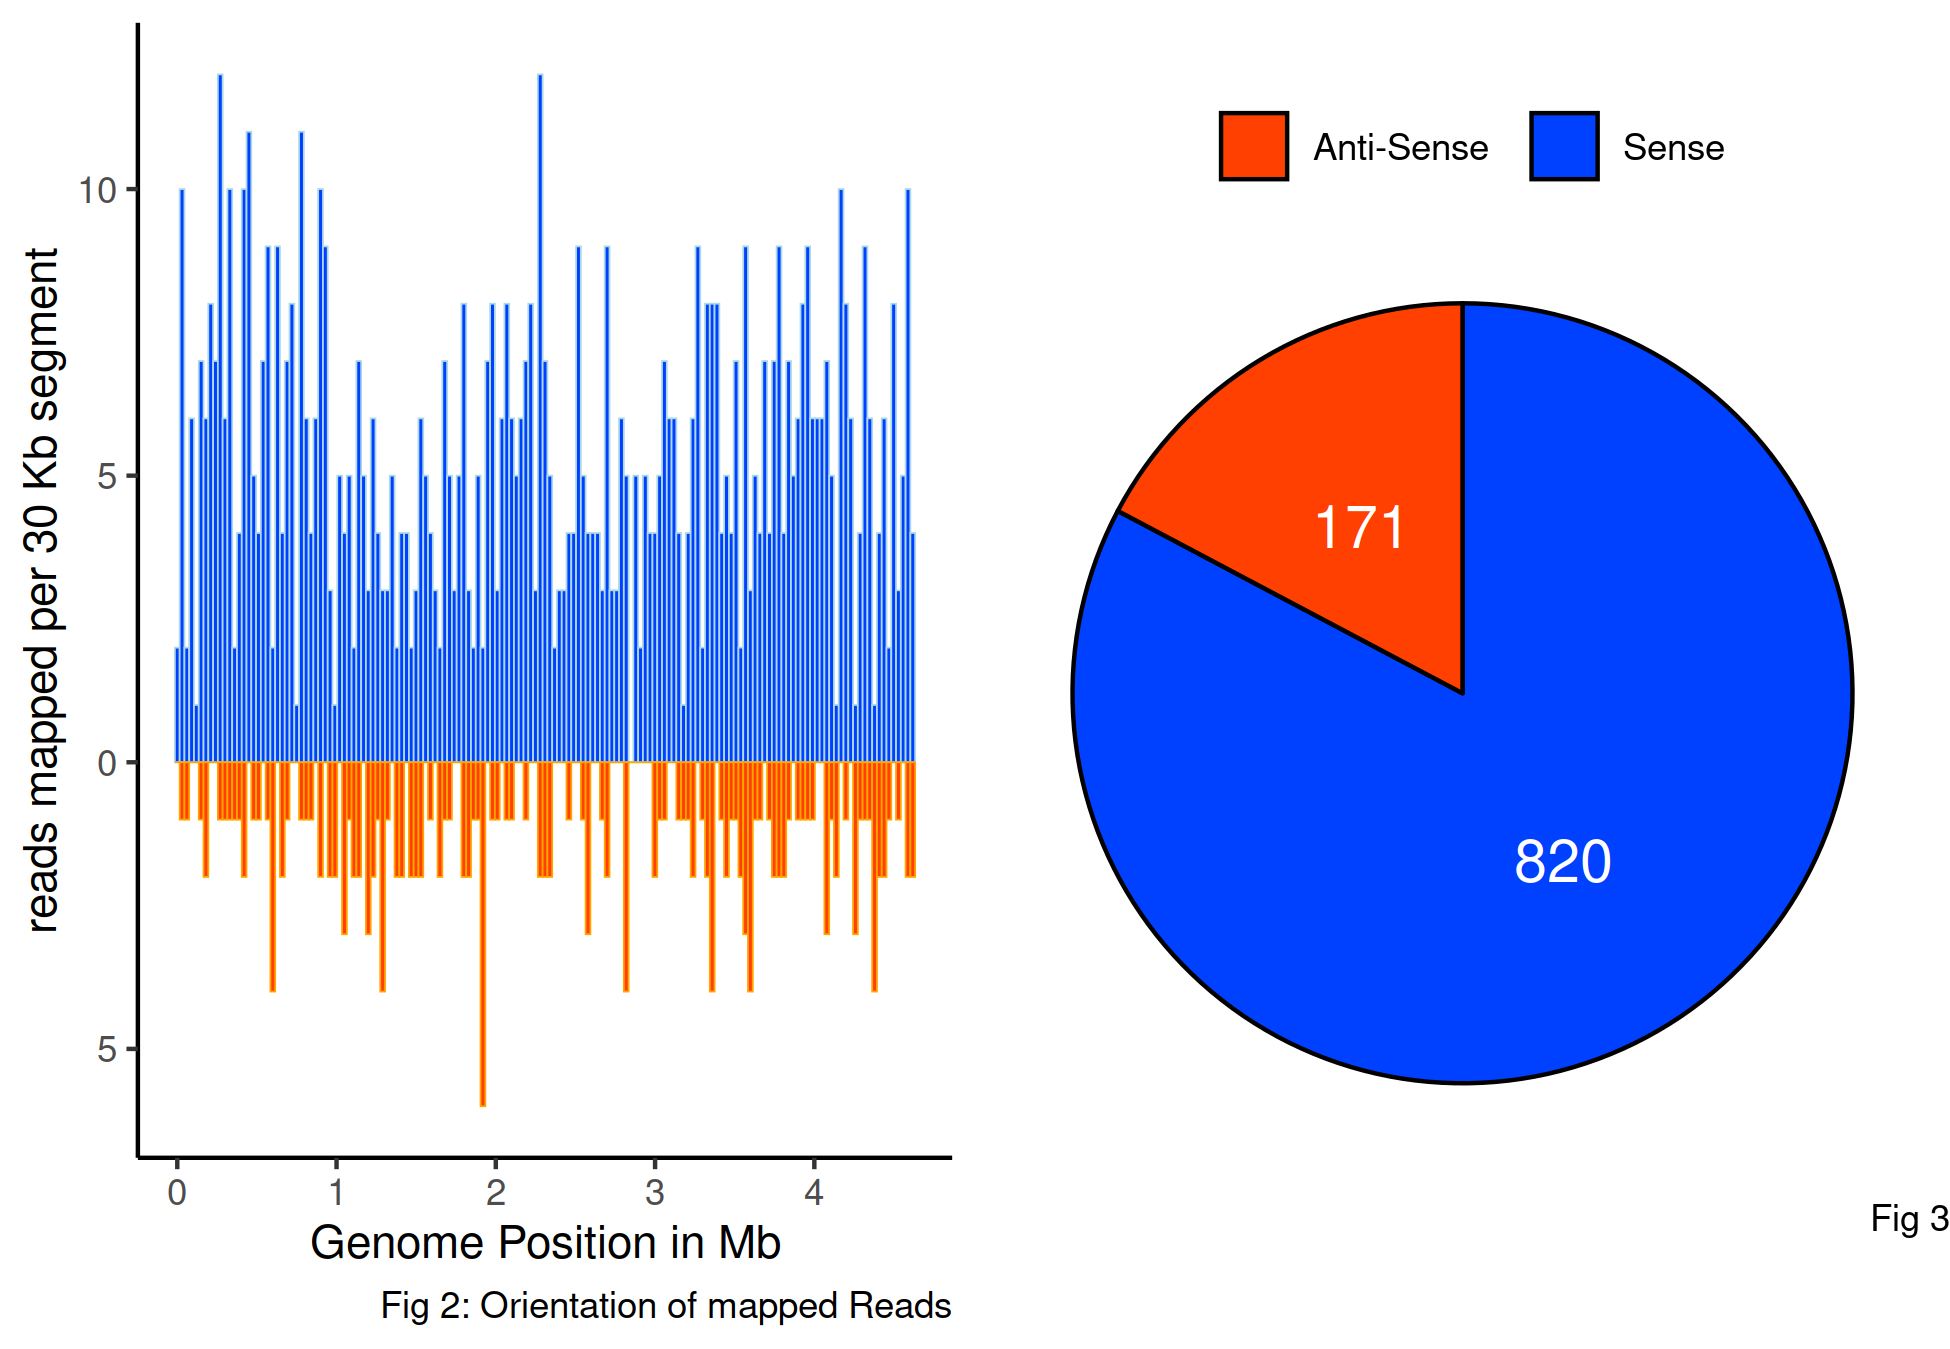 reads mapped per 30 Kb segment
10
5
0
5
0 1 2 3 4
Genome Position in Mb
Fig 2: Orientation of mapped Reads
Anti-Sense Sense
171
820
Fig 3